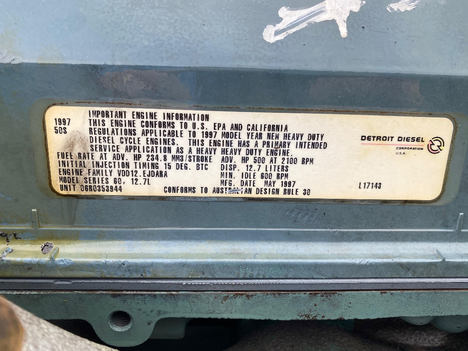 1997
50S
IMPORTANT ENGINE INFORMATION
THIS ENGINE CONFORMS TO U.S. EPA AND CALIFORNIA
REGULATIONS APPLICABLE TO 1997 MODEL YEAR NEW HEAVY DUTY
DIESEL CYCLE ENGINES. THIS ENGINE HAS A PRIMARY INTENDED
SERVICE APPLICATION AS A HEAVY HEAVY DUTY ENGINE.
FUEL RATE AT ADV. HP 234.8 MM3/STROKE ADV. HP 500 AT 2100 RPM
INITIAL INJECTION TIMING 15 DEG. BTC DISP. 12.7 LITERS
ENGINE FAMILY VDD12.EJDARA MIN. IDLE 600 RPM
MODEL SERIES 60, 12.7L MFG. DATE MAY 1997
UNIT 06R0353944 CONFORMS TO AUSTRALIAN DESIGN RULE 30
DETROIT DIESEL
CORPORATION
U.S.A.
L17143